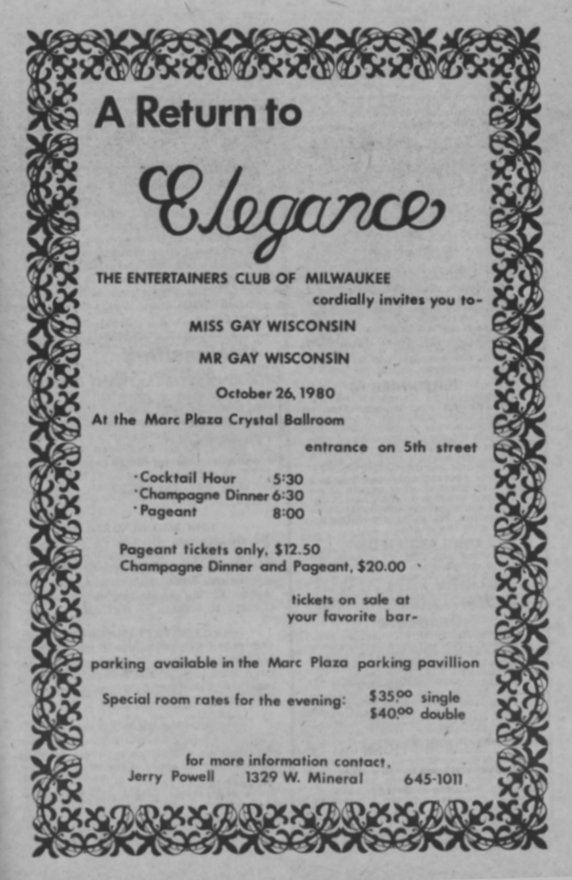 A Return to
Elegance
THE ENTERTAINERS CLUB OF MILWAUKEE
cordially invites you to-
MISS GAY WISCONSIN
MR GAY WISCONSIN
October 26, 1980
At the Marc Plaza Crystal Ballroom
entrance on 5th street
·Cocktail Hour 5:30
·Champagne Dinner 6:30
·Pageant 8:00
Pageant tickets only, $12.50
Champagne Dinner and Pageant, $20.00
tickets on sale at
your favorite bar-
parking available in the Marc Plaza parking pavillion
Special room rates for the evening: $35.00 single
$40.00 double
for more information contact,
Jerry Powell 1329 W. Mineral 645-1011